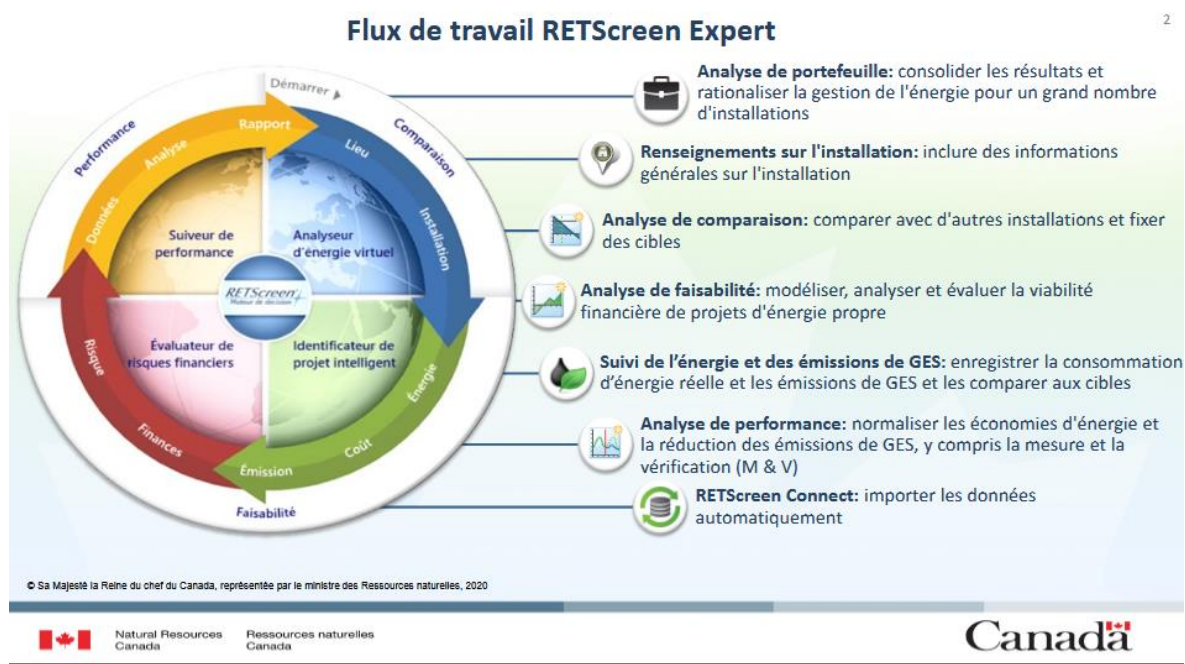 2
Flux de travail RETScreen Expert
Démarrer
Performance
Comparaison
Faisabilité
Rapport
Analyse
Données
Lieu
Installation
Énergie
Coût
Émission
Finances
Risque
Suiveur de
performance
Analyseur
d'énergie virtuel
RETScreen
Moteur de décision
Évaluateur de
risques financiers
Identificateur de
projet intelligent
Analyse de portefeuille: consolider les résultats et
rationaliser la gestion de l'énergie pour un grand nombre
d'installations
Renseignements sur l'installation: inclure des informations
générales sur l'installation
Analyse de comparaison: comparer avec d'autres installations et fixer
des cibles
Analyse de faisabilité: modéliser, analyser et évaluer la viabilité
financière de projets d'énergie propre
Suivi de l’énergie et des émissions de GES: enregistrer la consommation
d’énergie réelle et les émissions de GES et les comparer aux cibles
Analyse de performance: normaliser les économies d'énergie et
la réduction des émissions de GES, y compris la mesure et la
vérification (M & V)
RETScreen Connect: importer les données
automatiquement
© Sa Majesté la Reine du chef du Canada, représentée par le ministre des Ressources naturelles, 2020
Natural Resources
Canada
Ressources naturelles
Canada
Canada